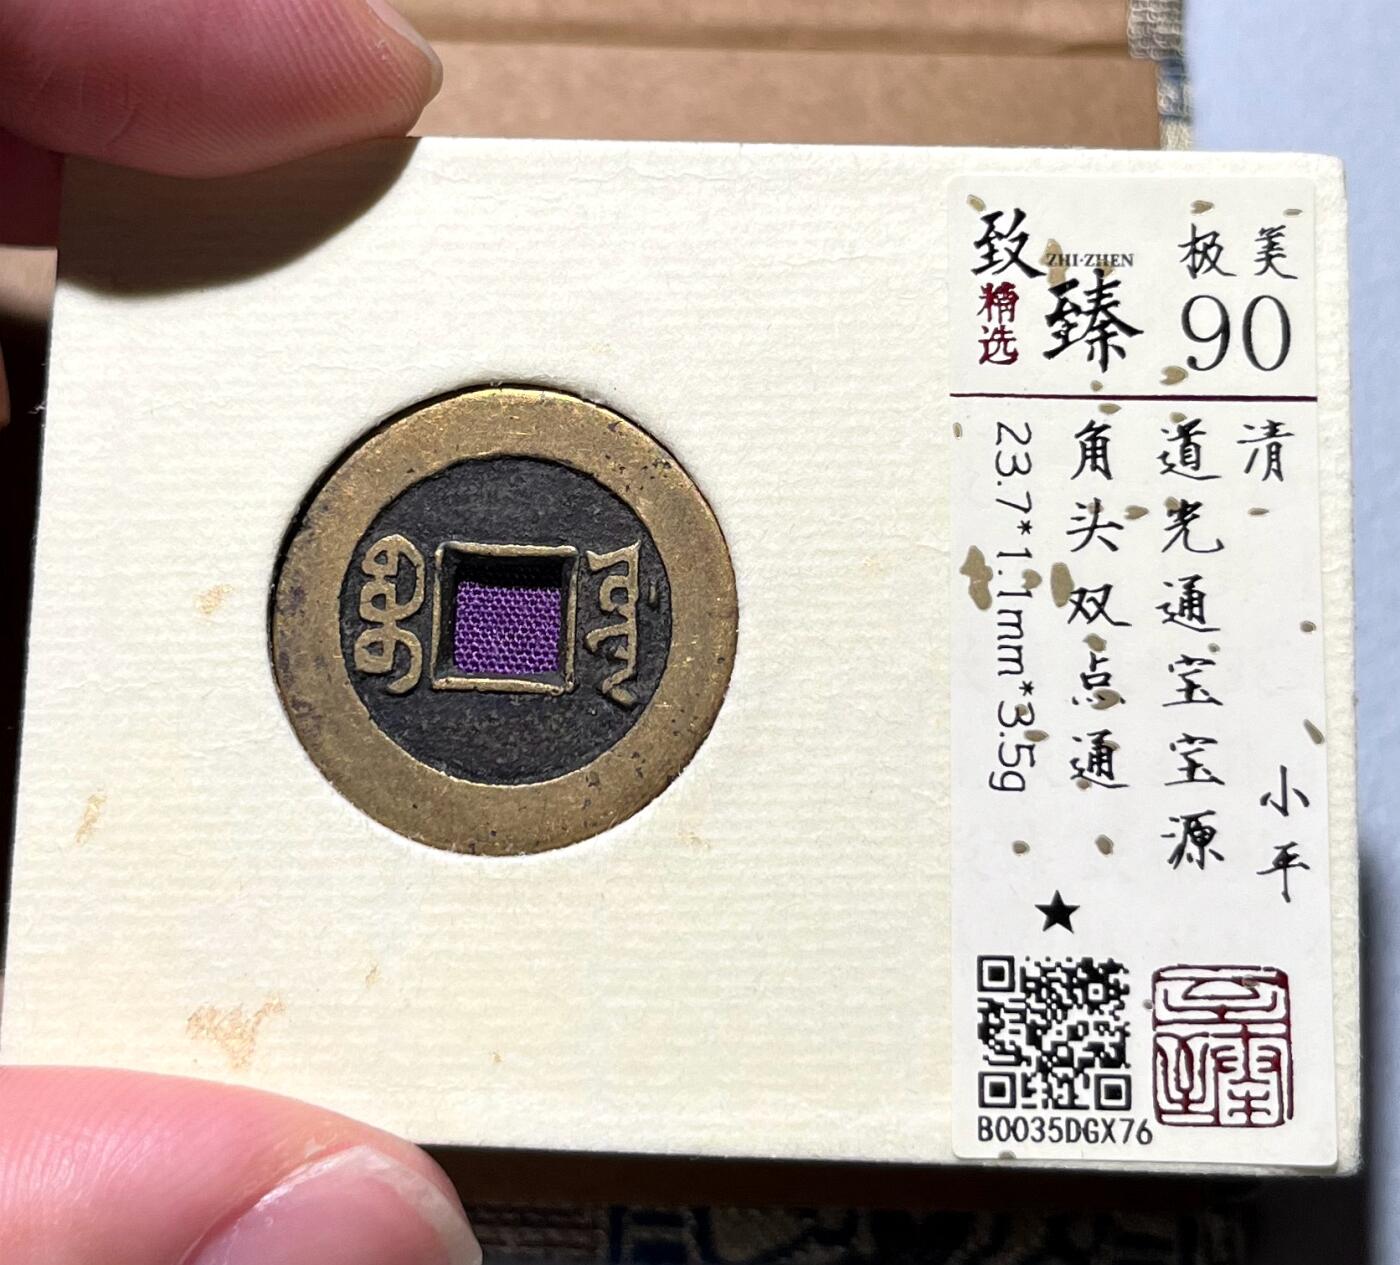 致臻
ZHI·ZHEN
精选
极美
90
清 小平
道光通宝宝源
角头双点通
23.7*1.1mm*3.5g
★
B0035DGX76